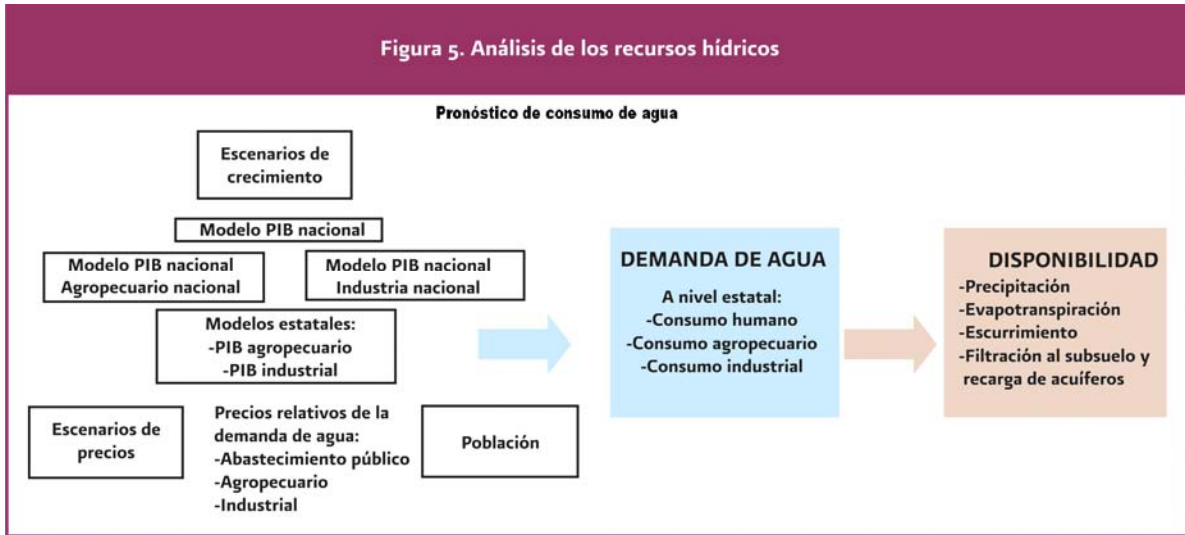 Figura 5. Análisis de los recursos hídricos
Pronóstico de consumo de agua
Escenarios de
crecimiento
Modelo PIB nacional
Modelo PIB nacional
Agropecuario nacional
Modelo PIB nacional
Industria nacional
Modelos estatales:
-PIB agropecuario
-PIB industrial
Escenarios de
precios
Precios relativos de la
demanda de agua:
-Abastecimiento público
-Agropecuario
-Industrial
Población
DEMANDA DE AGUA
A nivel estatal:
-Consumo humano
-Consumo agropecuario
-Consumo industrial
DISPONIBILIDAD
-Precipitación
-Evapotranspiración
-Escurrimiento
-Filtración al subsuelo y
recarga de acuíferos